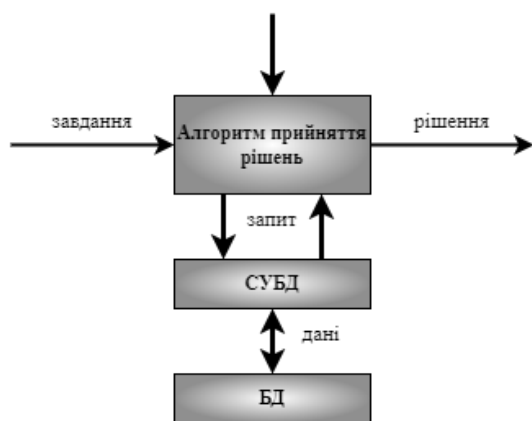 завдання
Алгоритм прийняття
рішень
рішення
запит
СУБД
дані
БД